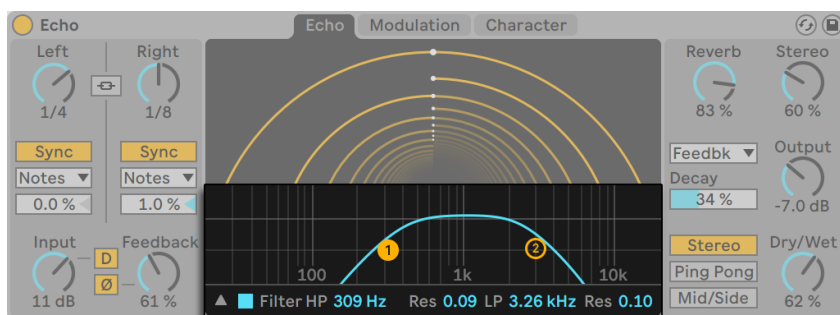 Echo Echo Modulation Character
Left Right Reverb Stereo
1/4 1/8 83 % 60 %
Sync Sync Feedbk Output
Notes Notes Decay
0.0 % 1.0 % 34 % -7.0 dB
Input D Feedback 1 2 Stereo Dry/Wet
Ø 100 1k 10k Ping Pong
11 dB 61 % Filter HP 309 Hz Res 0.09 LP 3.26 kHz Res 0.10 Mid/Side 62 %